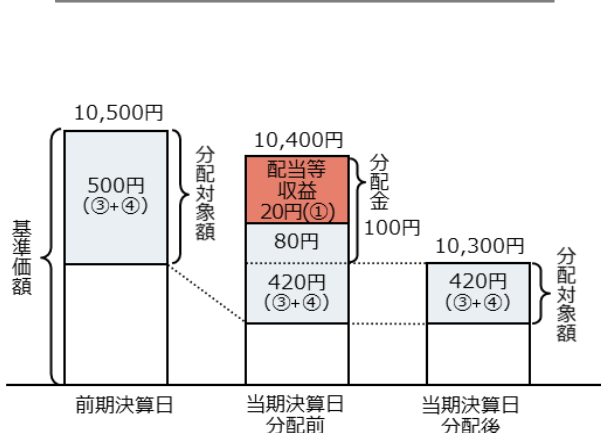 10,500円
500円
(③+④)
分配対象額
基準価額
前期決算日
10,400円
配当等
収益
20円(①)
80円
420円
(③+④)
分配金
100円
当期決算日
分配前
10,300円
420円
(③+④)
分配対象額
当期決算日
分配後